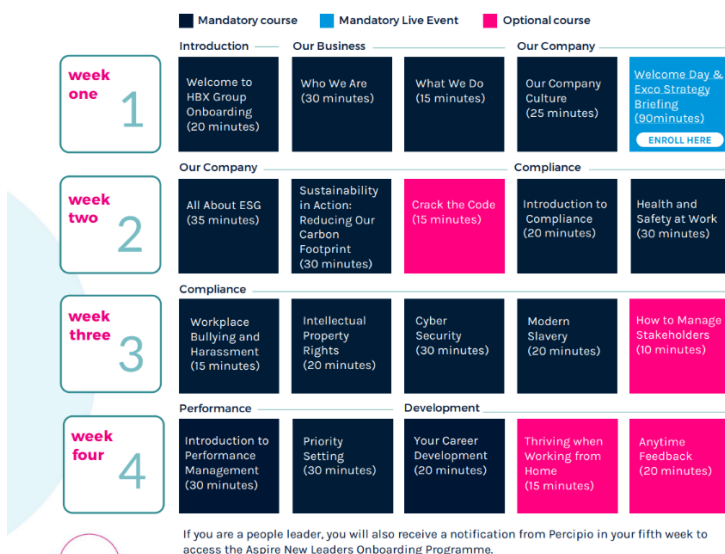 Mandatory course Mandatory Live Event Optional course
Introduction Our Business Our Company
week
one
1
Welcome to
HBX Group
Onboarding
(20 minutes)
Who We Are
(30 minutes)
What We Do
(15 minutes)
Our Company
Culture
(25 minutes)
Welcome Day &
Exco Strategy
Briefing
(90minutes)
ENROLL HERE
Our Company Compliance
week
two
2
All About ESG
(35 minutes)
Sustainability
in Action:
Reducing Our
Carbon
Footprint
(30 minutes)
Crack the Code
(15 minutes)
Introduction to
Compliance
(20 minutes)
Health and
Safety at Work
(30 minutes)
Compliance
week
three
3
Workplace
Bullying and
Harassment
(15 minutes)
Intellectual
Property
Rights
(20 minutes)
Cyber
Security
(30 minutes)
Modern
Slavery
(20 minutes)
How to Manage
Stakeholders
(10 minutes)
Performance Development
week
four
4
Introduction to
Performance
Management
(30 minutes)
Priority
Setting
(30 minutes)
Your Career
Development
(20 minutes)
Thriving when
Working from
Home
(15 minutes)
Anytime
Feedback
(20 minutes)
If you are a people leader, you will also receive a notification from Percipio in your fifth week to
access the Aspire New Leaders Onboarding Programme.